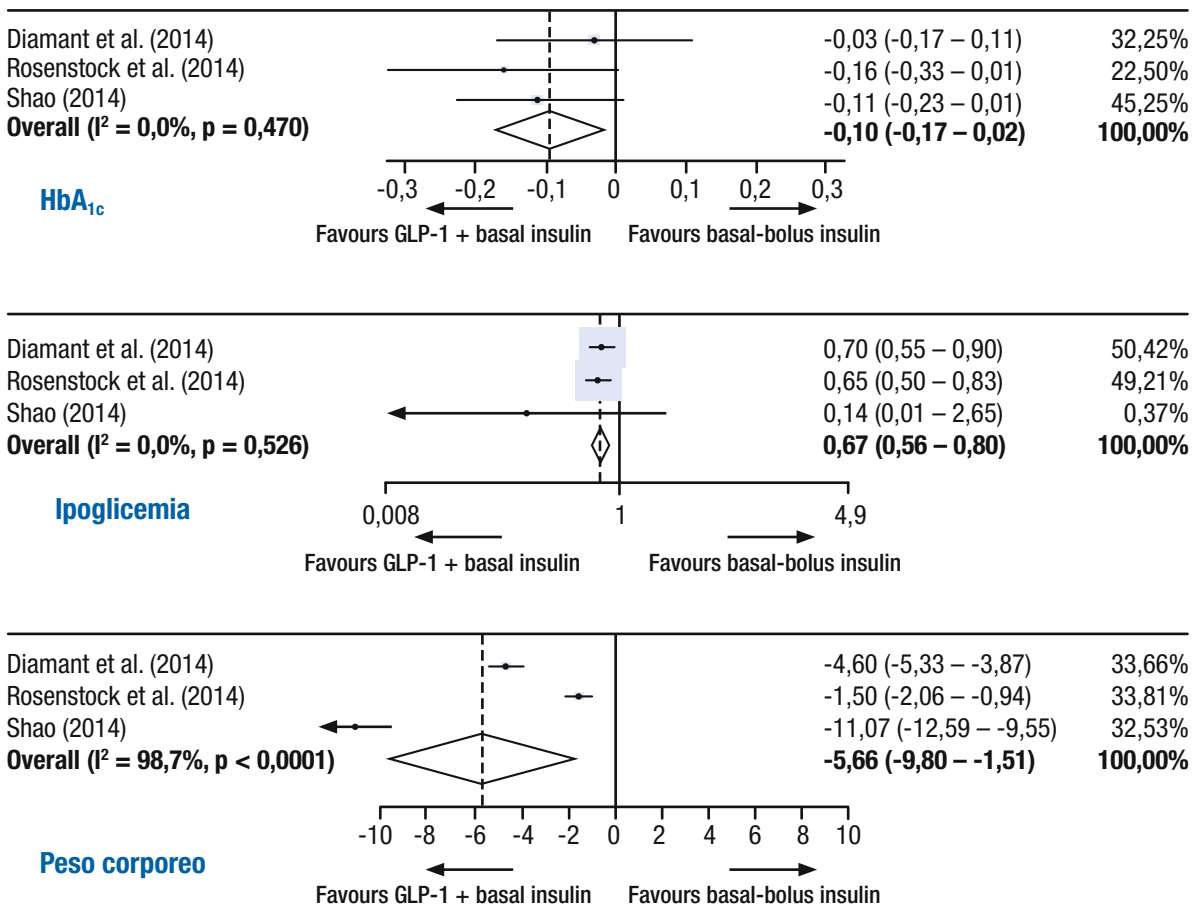 Diamant et al. (2014) -0,03 (-0,17 – 0,11) 32,25%
Rosenstock et al. (2014) -0,16 (-0,33 – 0,01) 22,50%
Shao (2014) -0,11 (-0,23 – 0,01) 45,25%
Overall (I² = 0,0%, p = 0,470) -0,10 (-0,17 – 0,02) 100,00%
-0,3 -0,2 -0,1 0 0,1 0,2 0,3
HbA1c
Favours GLP-1 + basal insulin Favours basal-bolus insulin
Diamant et al. (2014) 0,70 (0,55 – 0,90) 50,42%
Rosenstock et al. (2014) 0,65 (0,50 – 0,83) 49,21%
Shao (2014) 0,14 (0,01 – 2,65) 0,37%
Overall (I² = 0,0%, p = 0,526) 0,67 (0,56 – 0,80) 100,00%
Ipoglicemia
0,008 1 4,9
Favours GLP-1 + basal insulin Favours basal-bolus insulin
Diamant et al. (2014) -4,60 (-5,33 – -3,87) 33,66%
Rosenstock et al. (2014) -1,50 (-2,06 – -0,94) 33,81%
Shao (2014) -11,07 (-12,59 – -9,55) 32,53%
Overall (I² = 98,7%, p < 0,0001) -5,66 (-9,80 – -1,51) 100,00%
-10 -8 -6 -4 -2 0 2 4 6 8 10
Peso corporeo
Favours GLP-1 + basal insulin Favours basal-bolus insulin